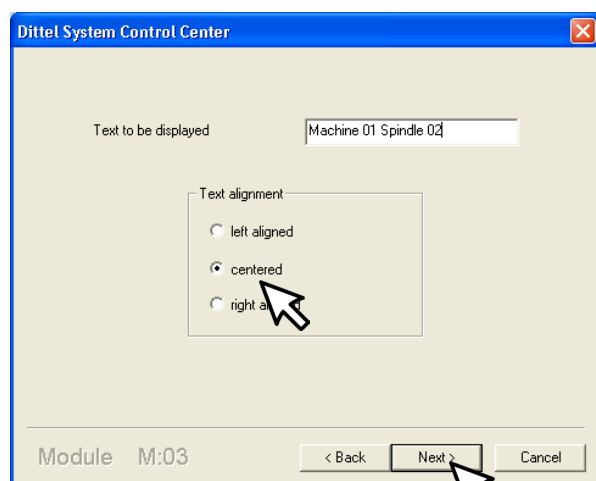 Dittel System Control Center
Text to be displayed Machine 01 Spindle 02
Text alignment
left aligned
centered
right
Module M:03 < Back Next > Cancel